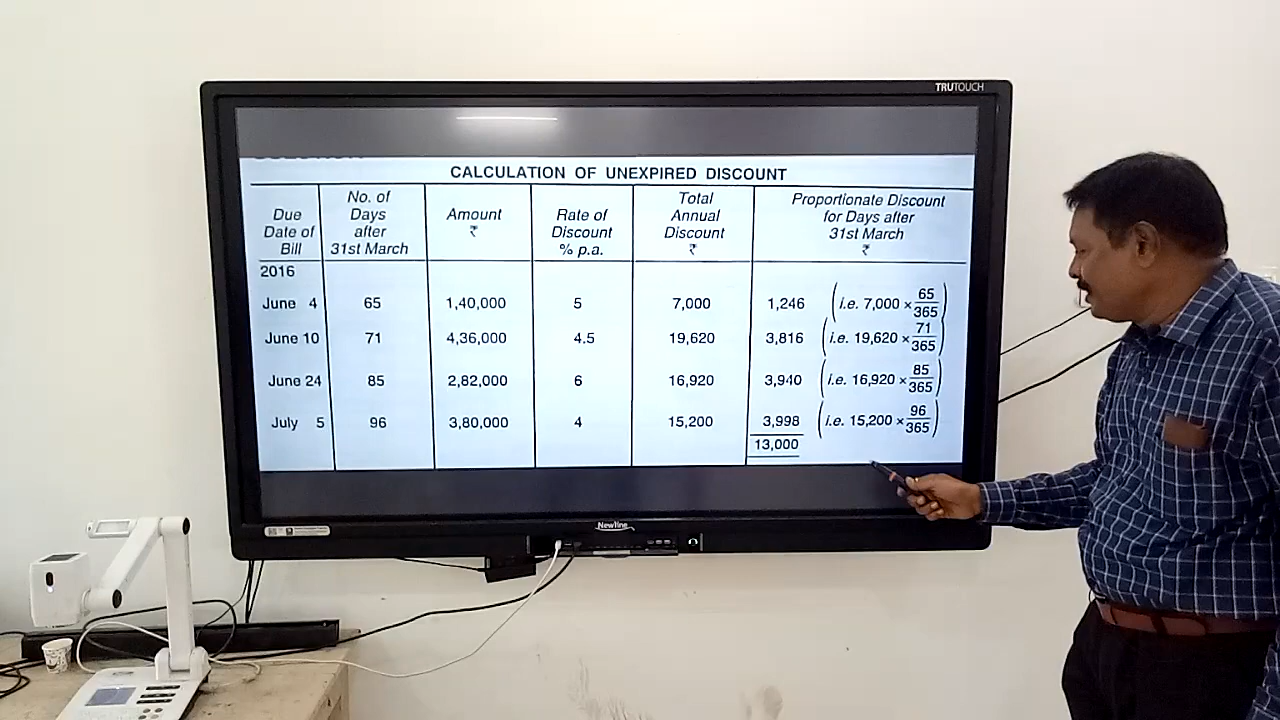 TRUTOUCH
CALCULATION OF UNEXPIRED DISCOUNT
Due
Date of
Bill
No. of
Days
after
31st March
Amount
₹
Rate of
Discount
% p.a.
Total
Annual
Discount
₹
Proportionate Discount
for Days after
31st March
₹
2016
June 4 65 1,40,000 5 7,000 1,246 (i.e. 7,000 × 65/365)
June 10 71 4,36,000 4.5 19,620 3,816 (i.e. 19,620 × 71/365)
June 24 85 2,82,000 6 16,920 3,940 (i.e. 16,920 × 85/365)
July 5 96 3,80,000 4 15,200 3,998 (i.e. 15,200 × 96/365)
13,000
Newline